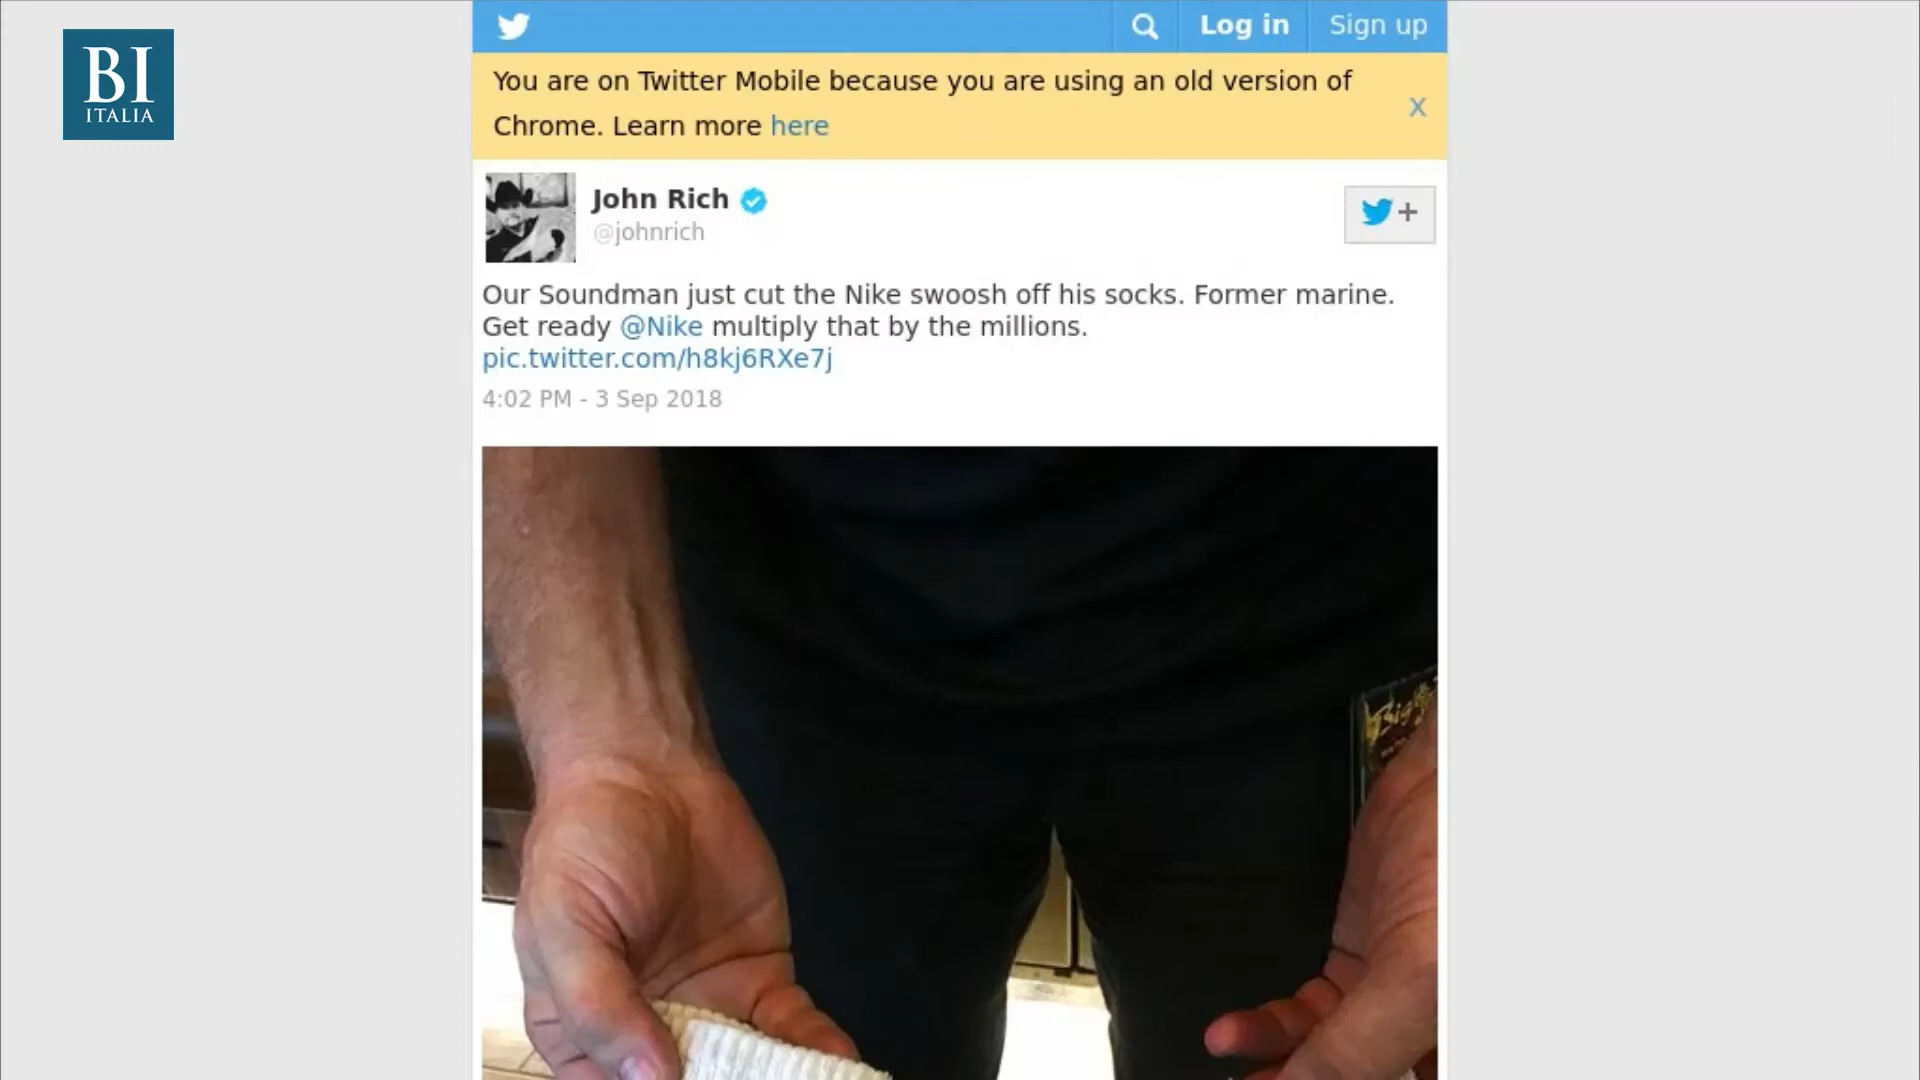 BI
ITALIA
Log in
Sign up
You are on Twitter Mobile because you are using an old version of
Chrome. Learn more here
X
John Rich
@johnrich
+
Our Soundman just cut the Nike swoosh off his socks. Former marine.
Get ready @Nike multiply that by the millions.
pic.twitter.com/h8kj6RXe7j
4:02 PM - 3 Sep 2018